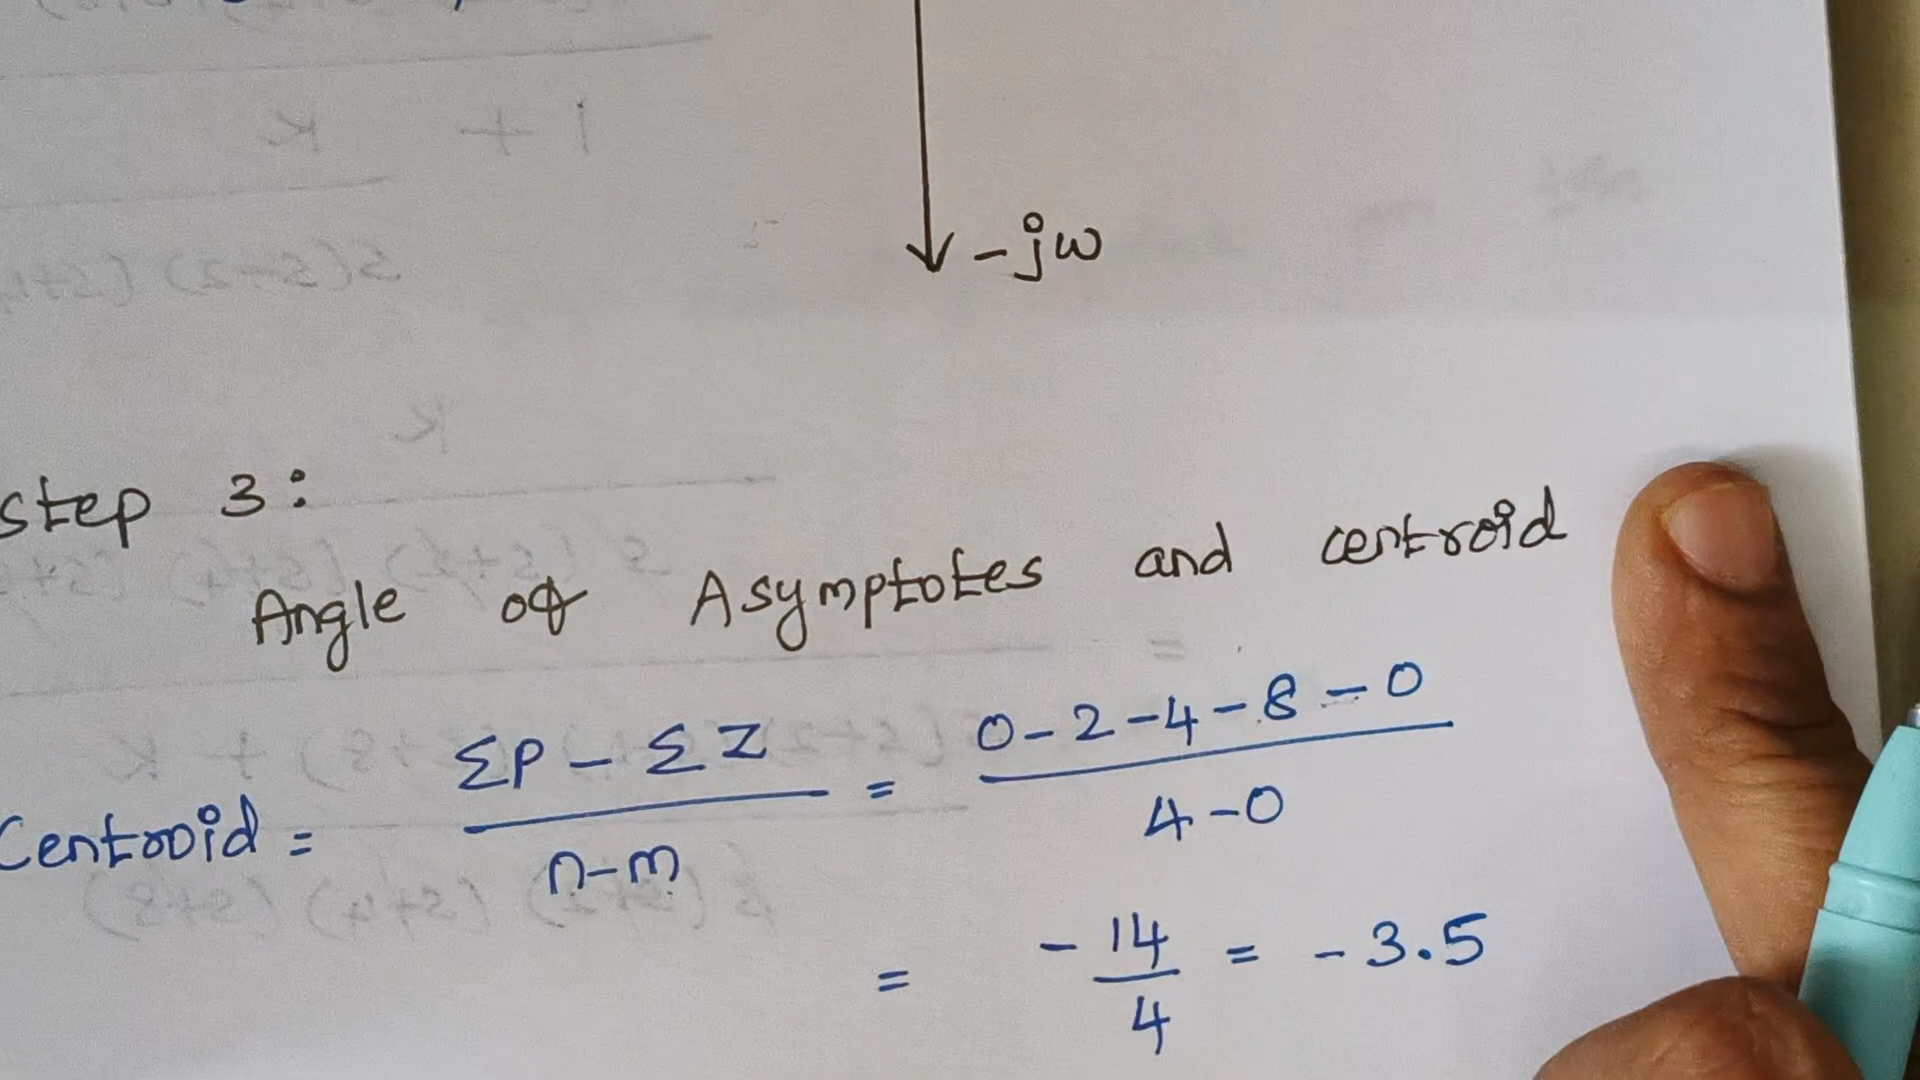 -jω
Step 3:
Angle of Asymptotes and centroid
Centroid = ΣP - ΣZ / n-m = 0-2-4-8-0 / 4-0
= -14/4 = -3.5